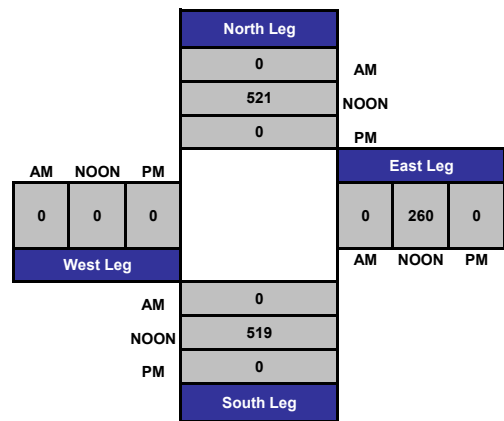 North Leg
0 AM
521 NOON
0 PM
AM NOON PM East Leg
0 0 0 0 260 0
West Leg AM NOON PM
AM 0
NOON 519
PM 0
South Leg